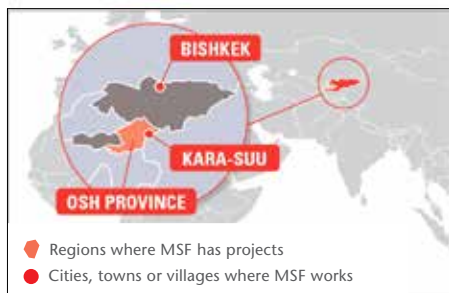 BISHKEK
KARA-SUU
OSH PROVINCE
Regions where MSF has projects
Cities, towns or villages where MSF works